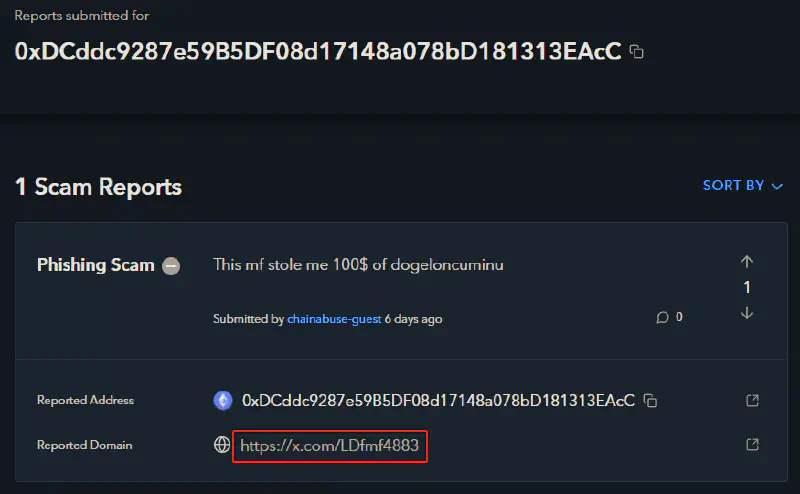 Reports submitted for
0xDCddc9287e59B5DF08d17148a078bD181313EAcC
1 Scam Reports
SORT BY
Phishing Scam
This mf stole me 100$ of dogeloncuminu
1
Submitted by chainabuse-guest 6 days ago
0
Reported Address
0xDCddc9287e59B5DF08d17148a078bD181313EAcC
Reported Domain
https://x.com/LDfmf4883